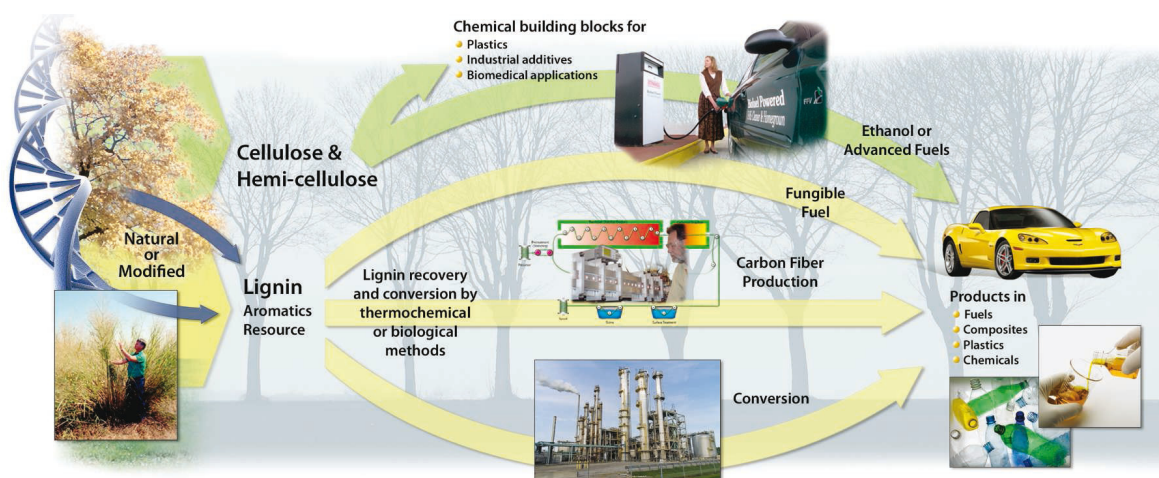 Chemical building blocks for
Plastics
Industrial additives
Biomedical applications
Powered
Ethanol or
Advanced Fuels
Cellulose &
Hemi-cellulose
Fungible
Fuel
Natural
or
Modified
Lignin
Aromatics
Resource
Lignin recovery
and conversion by
thermochemical
or biological
methods
Carbon Fiber
Production
Products in
Fuels
Composites
Plastics
Chemicals
Conversion